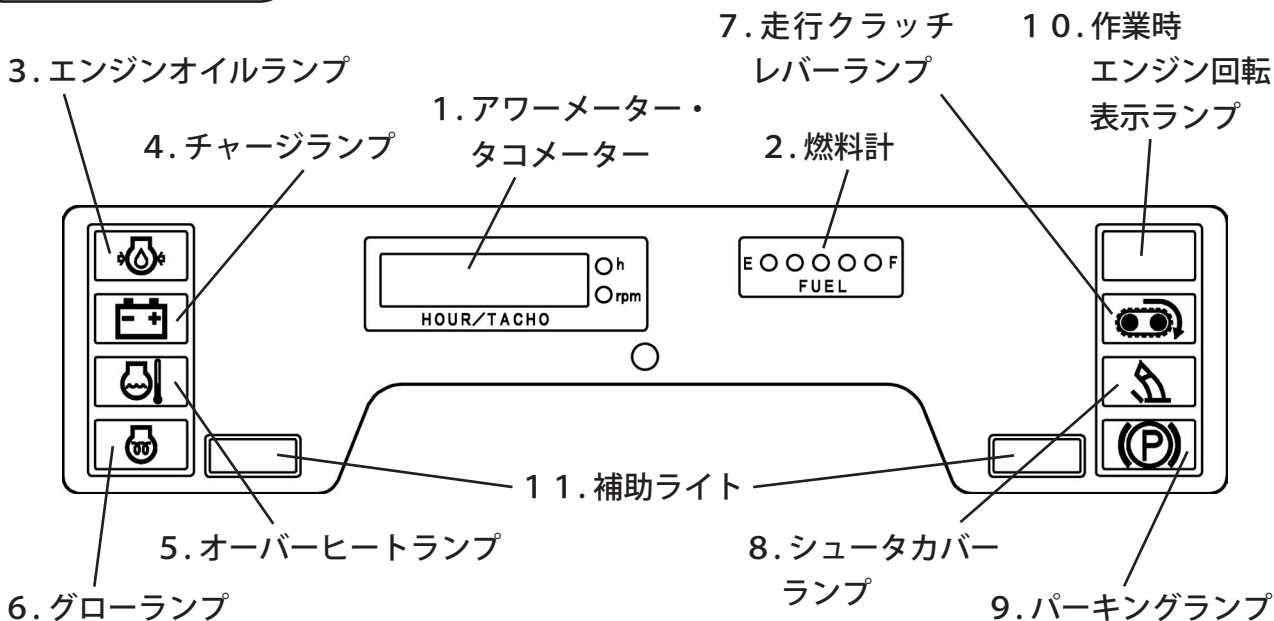 7.走行クラッチ
レバーランプ
10.作業時
エンジン回転
表示ランプ
3.エンジンオイルランプ
1.アワーメーター・
タコメーター
4.チャージランプ
2.燃料計
h
rpm
HOUR/TACHO
E F
FUEL
- +
P
11.補助ライト
5.オーバーヒートランプ
8.シュータカバー
ランプ
6.グローランプ
9.パーキングランプ